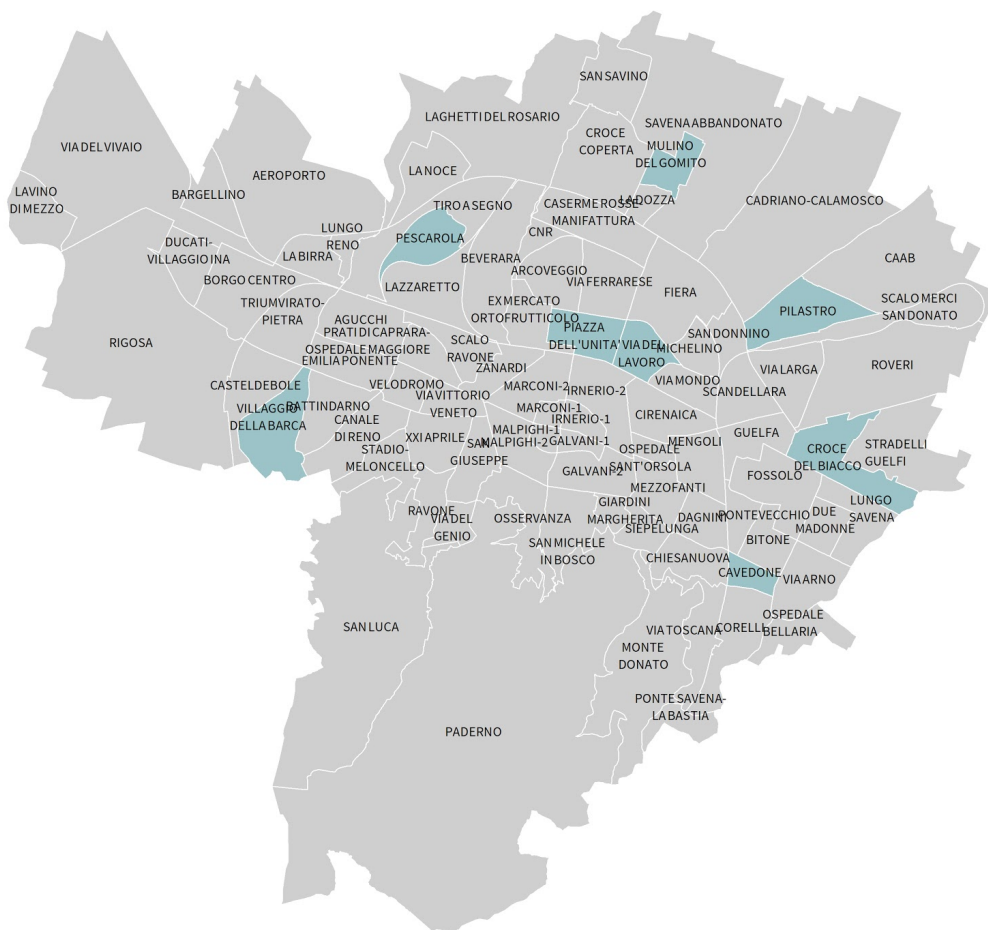 SAN SAVINO
LAGHETTI DEL ROSARIO
SAVENA ABBANDONATO
CROCE
COPERTA
MULINO
DEL GOMITO
VIA DEL VIVAIO
LA NOCE
AEROPORTO
LAVINO
DI MEZZO
BARGELLINO
LA DOZZA
CADRIANO-CALAMOSCO
TIRO A SEGNO
CASERME ROSSE-
MANIFATTURA
LUNGO
RENO
PESCAROLA
CNR
DUCATI-
VILLAGGIO INA
LA BIRRA
BEVERARA
CAAB
ARCOVEGGIO
BORGO CENTRO
LAZZARETTO
VIA FERRARESE
FIERA
TRIUMVIRATO-
PIETRA
EX MERCATO
ORTOFRUTTICOLO
SCALO MERCI
SAN DONATO
PILASTRO
AGUCCHI
PRATI DI CAPRARA-
OSPEDALE MAGGIORE
PIAZZA
DELL'UNITA'
VIA DEL
LAVORO
SAN DONNINO
RIGOSA
SCALO
RAVONE
MICHELINO
EMILIA PONENTE
ZANARDI
VIA LARGA
ROVERI
CASTELDEBOLE
VELODROMO
MARCONI-2
IRNERIO-2
VIA MONDO
SCANDELLARA
VIA VITTORIO
VENETO
VILLAGGIO
DELLA BARCA
BATTINDARNO
MARCONI-1
CIRENAICA
CANALE
DI RENO
IRNERIO-1
MALPIGHI-1
GUELFA
XXI APRILE
SAN
GIUSEPPE
MALPIGHI-2
GALVANI-1
MENGOLI
CROCE
DEL BIACCO
STRADELLI
GUELFI
STADIO-
MELONCELLO
OSPEDALE
SANT'ORSOLA
GALVANI-2
FOSSOLO
MEZZOFANTI
LUNGO
SAVENA
GIARDINI
MARGHERITA
RAVONE
VIA DEL
GENIO
OSSERVANZA
DAGNINI
PONTEVECCHIO
DUE
MADONNE
SIEPELUNGA
BITONE
SAN MICHELE
IN BOSCO
CHIESANUOVA
CAVEDONE
VIA ARNO
SAN LUCA
VIA TOSCANA
CORELLI
OSPEDALE
BELLARIA
MONTE
DONATO
PONTE SAVENA-
LA BASTIA
PADERNO